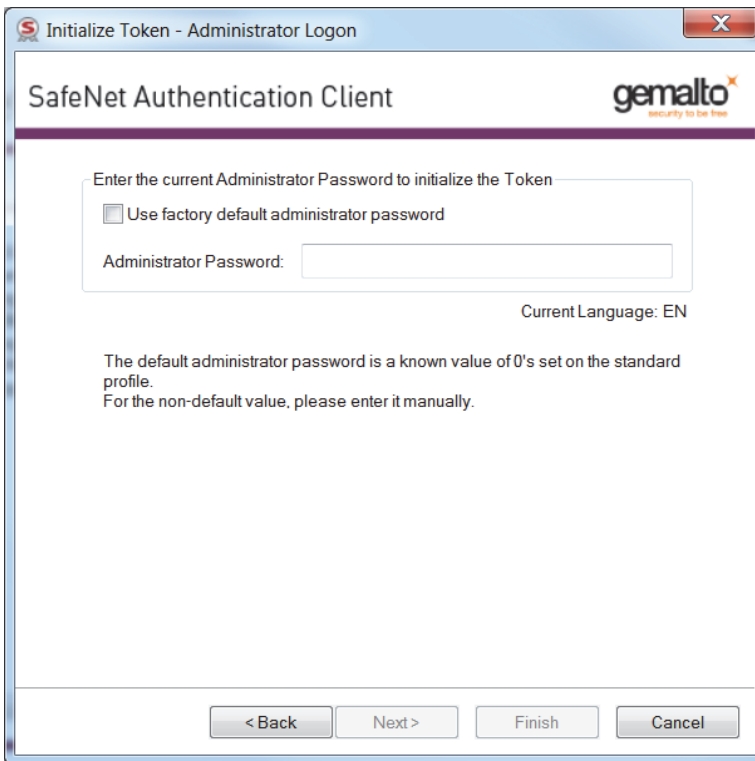 Initialize Token - Administrator Logon
SafeNet Authentication Client
gemalto
security to be free
Enter the current Administrator Password to initialize the Token
Use factory default administrator password
Administrator Password:
Current Language: EN
The default administrator password is a known value of 0's set on the standard
profile.
For the non-default value, please enter it manually.
< Back Next > Finish Cancel